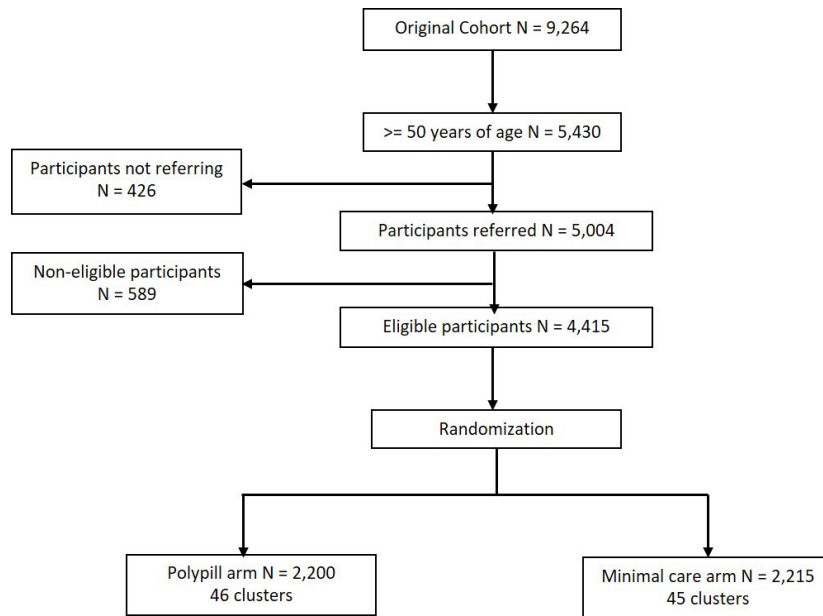 Original Cohort N = 9,264
>= 50 years of age N = 5,430
Participants not referring
N = 426
Participants referred N = 5,004
Non-eligible participants
N = 589
Eligible participants N = 4,415
Randomization
Polypill arm N = 2,200
46 clusters
Minimal care arm N = 2,215
45 clusters